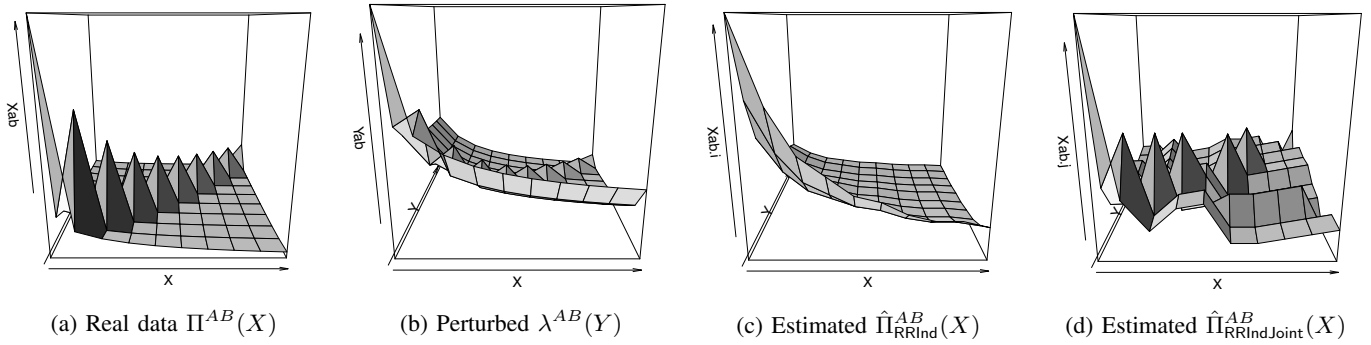 Xab
X
Yab
Y
X
Xab.i
Y
X
Xab.j
Y
X
(a) Real data Π^{AB}(X)
(b) Perturbed λ^{AB}(Y)
(c) Estimated Π̂^{AB}_{RRInd}(X)
(d) Estimated Π̂^{AB}_{RRIndJoint}(X)